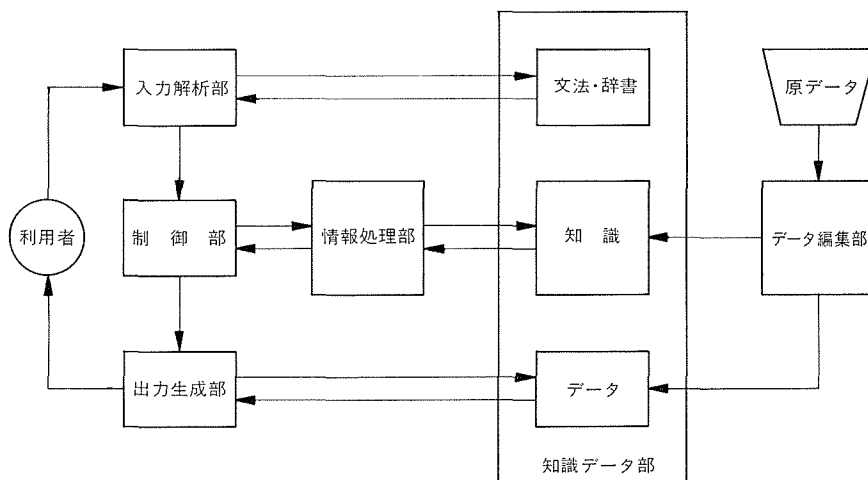 入力解析部
文法・辞書
原データ
利用者
制御部
情報処理部
知識
データ編集部
出力生成部
データ
知識データ部